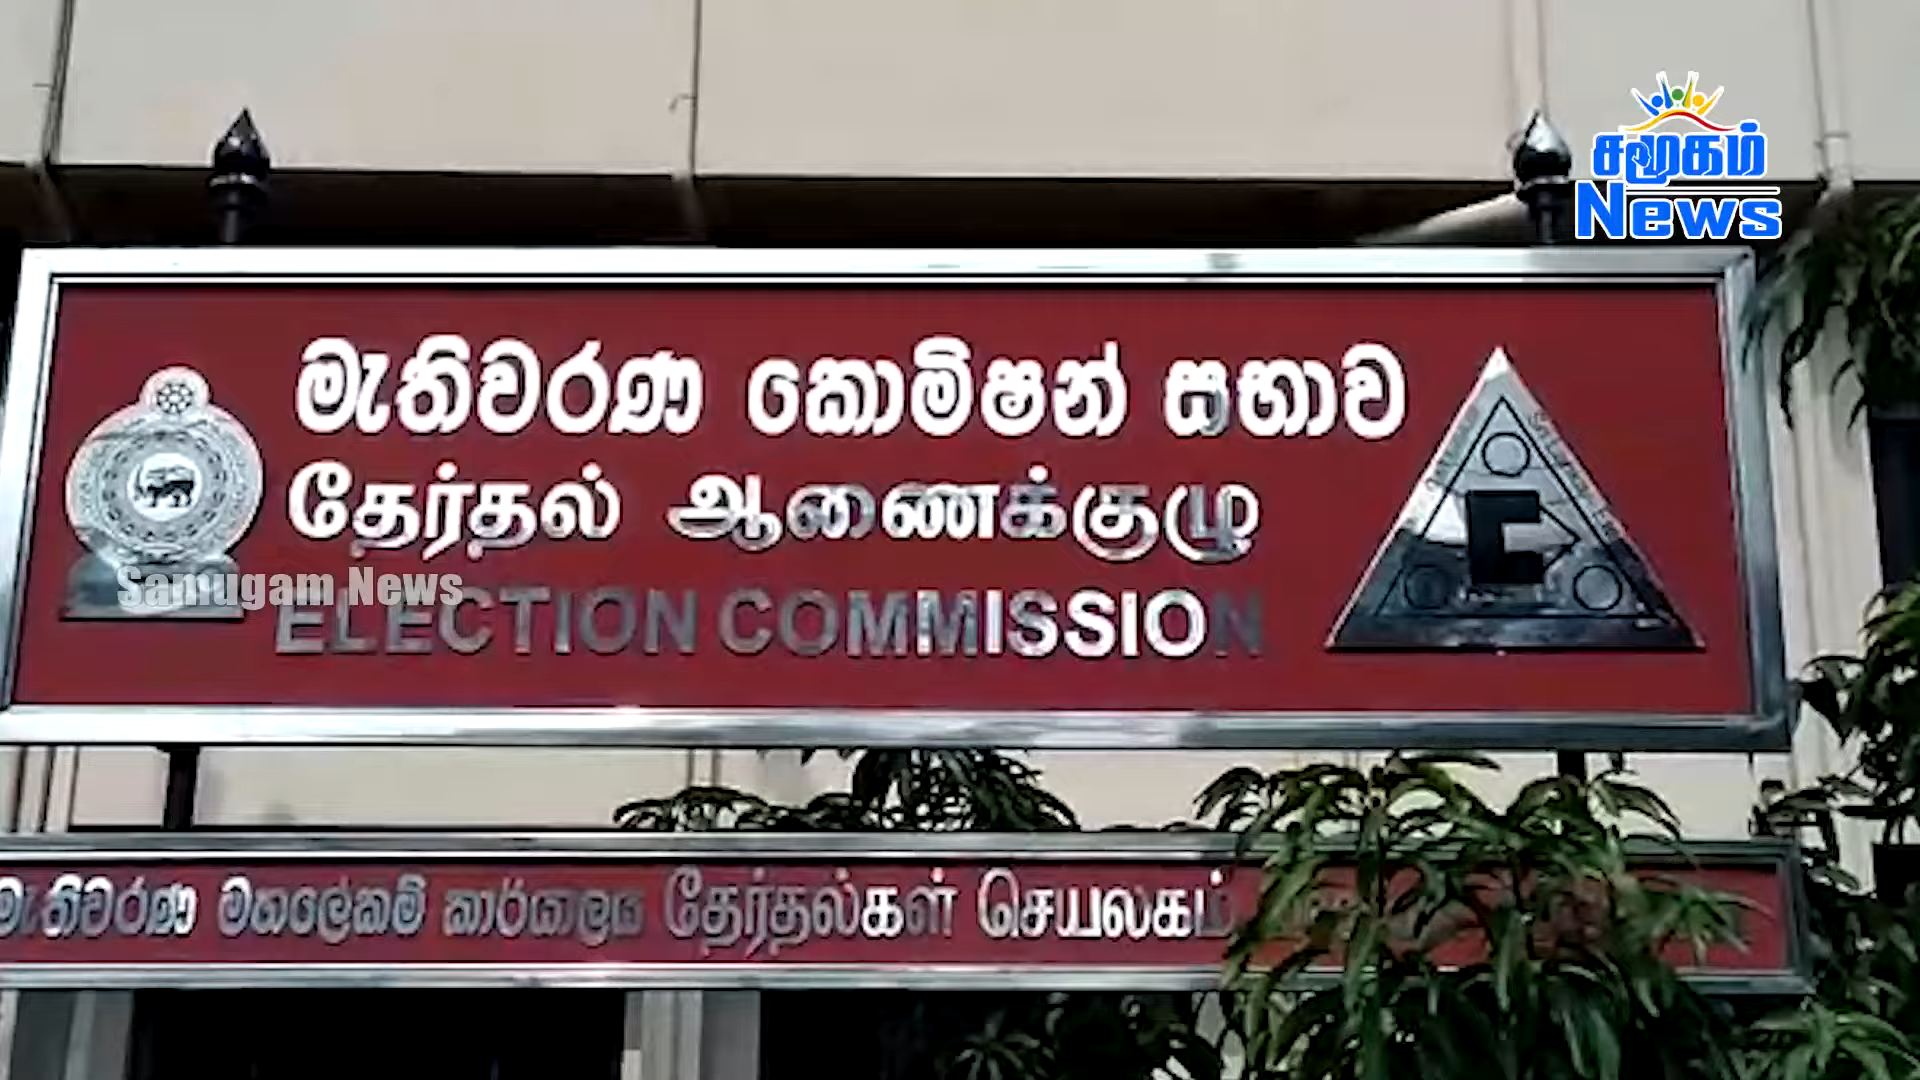 சமூகம்
News
මැතිවරණ කොමිෂන් සභාව
தேர்தல் ஆணைக்குழு
Samugam News
ELECTION COMMISSION
මැතිවරණ මහලේකම් කාර්යාලය தேர்தல்கள் செயலகம்